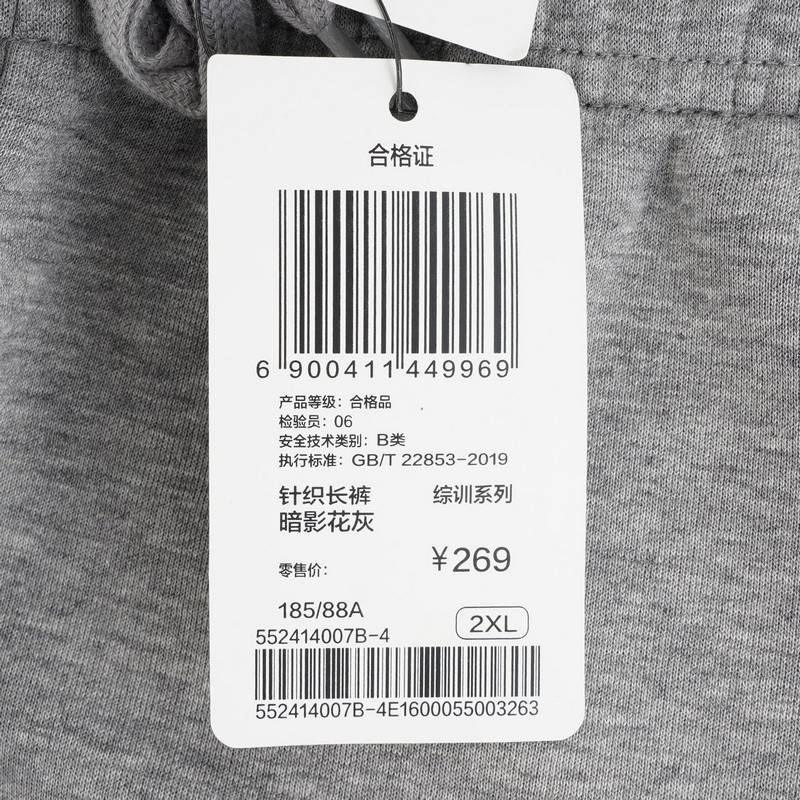 合格证
6 900411 449969
产品等级：合格品
检验员：06
安全技术类别：B类
执行标准：GB/T 22853-2019
针织长裤 综训系列
暗影花灰
零售价： ¥269
185/88A
552414007B-4 2XL
552414007B-4E1600055003263